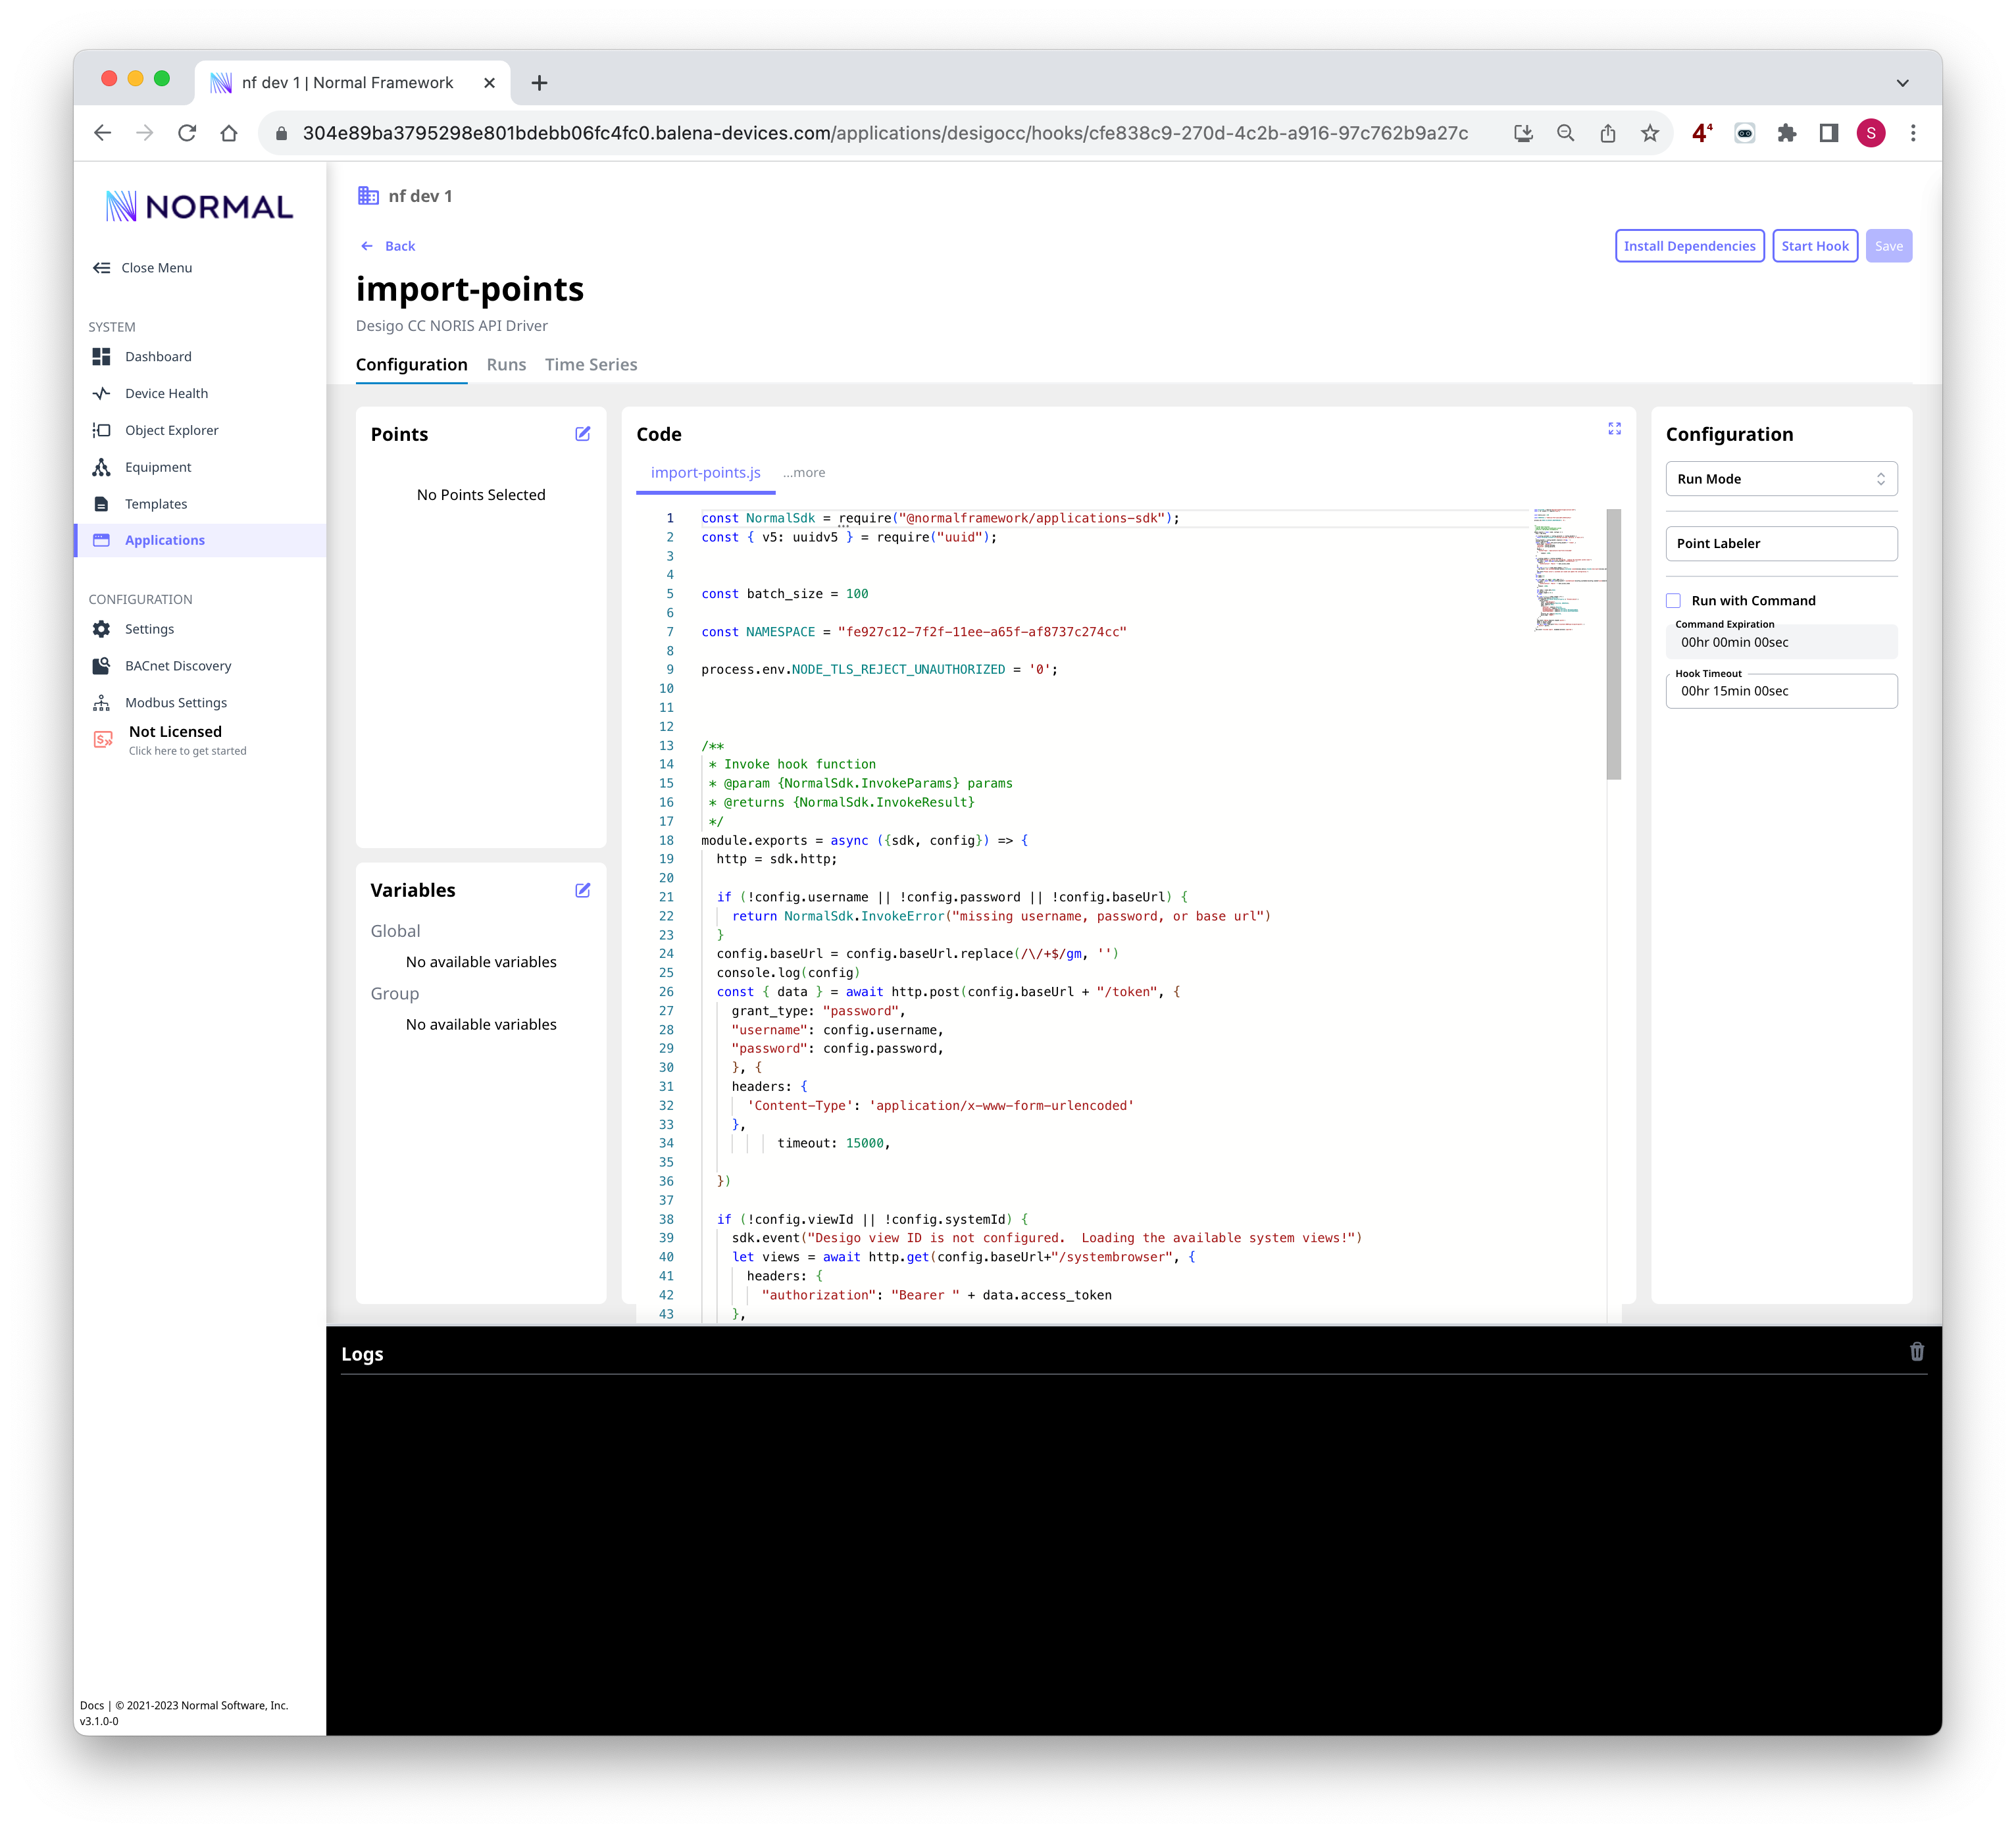 nf dev 1 | Normal Framework
304e89ba3795298e801bdebb06fc4fc0.balena-devices.com/applications/desigocc/hooks/cfe838c9-270d-4c2b-a916-97c762b9a27c
4⁴
S
NORMAL
Close Menu
SYSTEM
Dashboard
Device Health
Object Explorer
Equipment
Templates
Applications
CONFIGURATION
Settings
BACnet Discovery
Modbus Settings
Not Licensed
Click here to get started
Docs | © 2021-2023 Normal Software, Inc.
v3.1.0-0
nf dev 1
Back
Install Dependencies
Start Hook
Save
import-points
Desigo CC NORIS API Driver
Configuration
Runs
Time Series
Points
No Points Selected
Variables
Global
No available variables
Group
No available variables
Code
import-points.js
...more
1 const NormalSdk = require("@normalframework/applications-sdk");
2 const { v5: uuidv5 } = require("uuid");
3
4
5 const batch_size = 100
6
7 const NAMESPACE = "fe927c12-7f2f-11ee-a65f-af8737c274cc"
8
9 process.env.NODE_TLS_REJECT_UNAUTHORIZED = '0';
10
11
12
13 /**
14 * Invoke hook function
15 * @param {NormalSdk.InvokeParams} params
16 * @returns {NormalSdk.InvokeResult}
17 */
18 module.exports = async ({sdk, config}) => {
19 http = sdk.http;
20
21 if (!config.username || !config.password || !config.baseUrl) {
22 return NormalSdk.InvokeError("missing username, password, or base url")
23 }
24 config.baseUrl = config.baseUrl.replace(/\/+$/gm, '')
25 console.log(config)
26 const { data } = await http.post(config.baseUrl + "/token", {
27 grant_type: "password",
28 "username": config.username,
29 "password": config.password,
30 }, {
31 headers: {
32 'Content-Type': 'application/x-www-form-urlencoded'
33 },
34 timeout: 15000,
35
36 })
37
38 if (!config.viewId || !config.systemId) {
39 sdk.event("Desigo view ID is not configured.  Loading the available system views!")
40 let views = await http.get(config.baseUrl+"/systembrowser", {
41 headers: {
42 "authorization": "Bearer " + data.access_token
43 },
Configuration
Run Mode
Point Labeler
Run with Command
Command Expiration
00hr 00min 00sec
Hook Timeout
00hr 15min 00sec
Logs